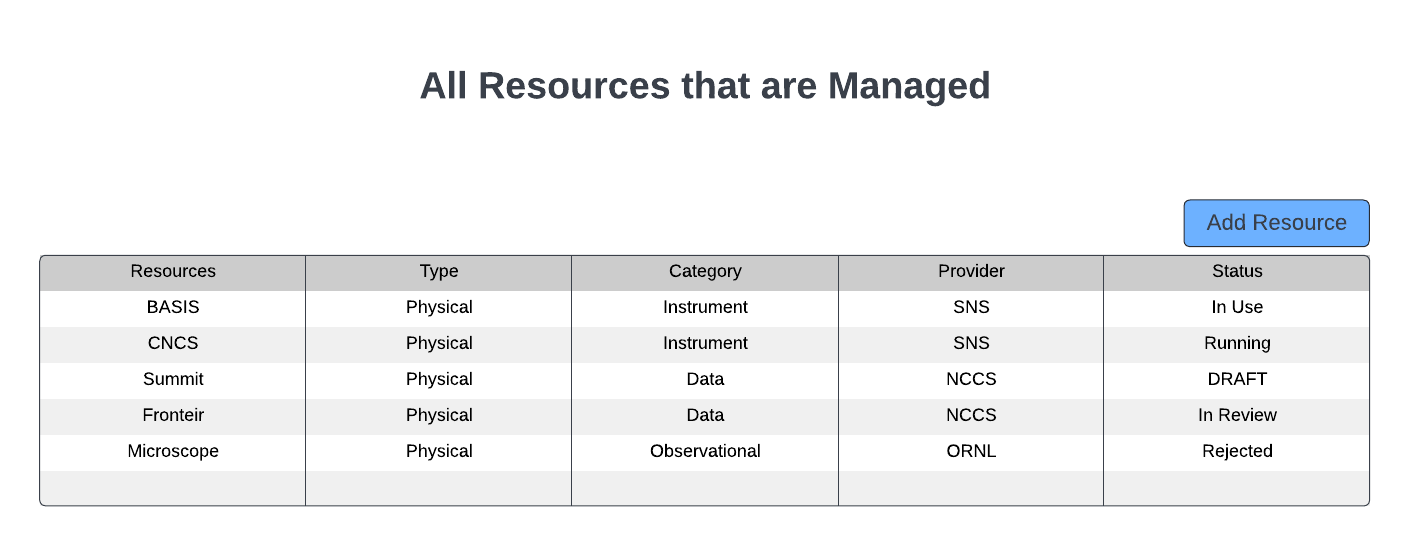 All Resources that are Managed
Add Resource
Resources Type Category Provider Status
BASIS Physical Instrument SNS In Use
CNCS Physical Instrument SNS Running
Summit Physical Data NCCS DRAFT
Fronteir Physical Data NCCS In Review
Microscope Physical Observational ORNL Rejected